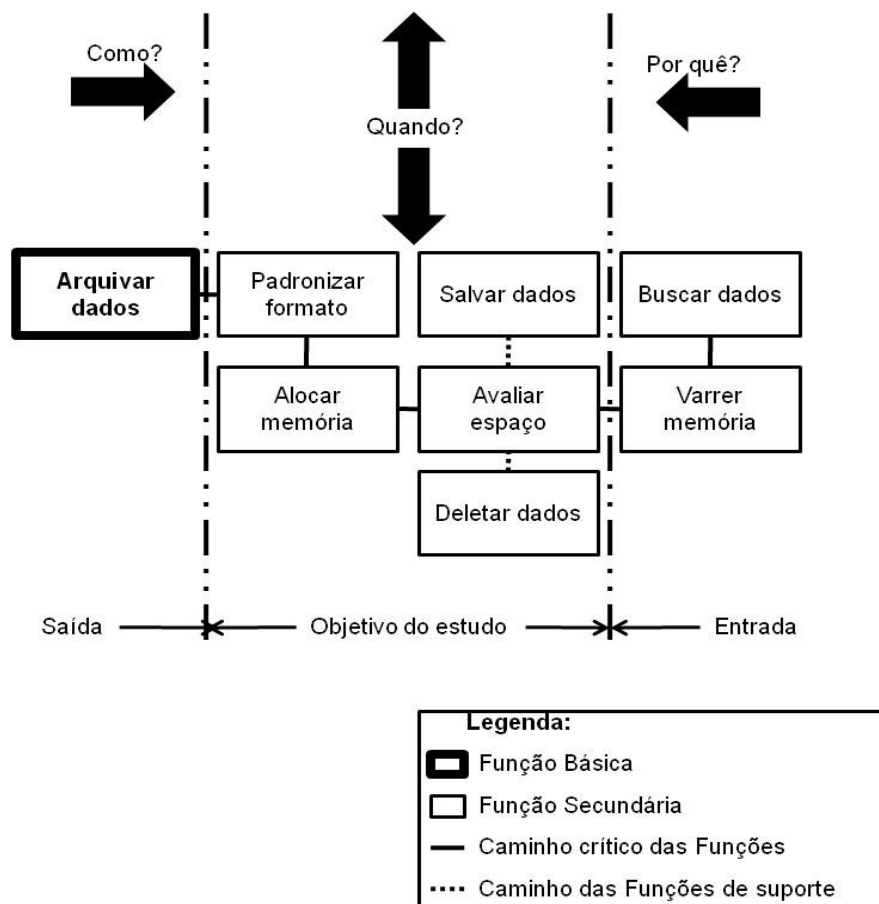 Como?
Por quê?
Quando?
Arquivar
dados
Padronizar
formato
Salvar dados
Buscar dados
Alocar
memória
Avaliar
espaço
Varrer
memória
Deletar dados
Saída
Objetivo do estudo
Entrada
Legenda:
Função Básica
Função Secundária
Caminho crítico das Funções
Caminho das Funções de suporte